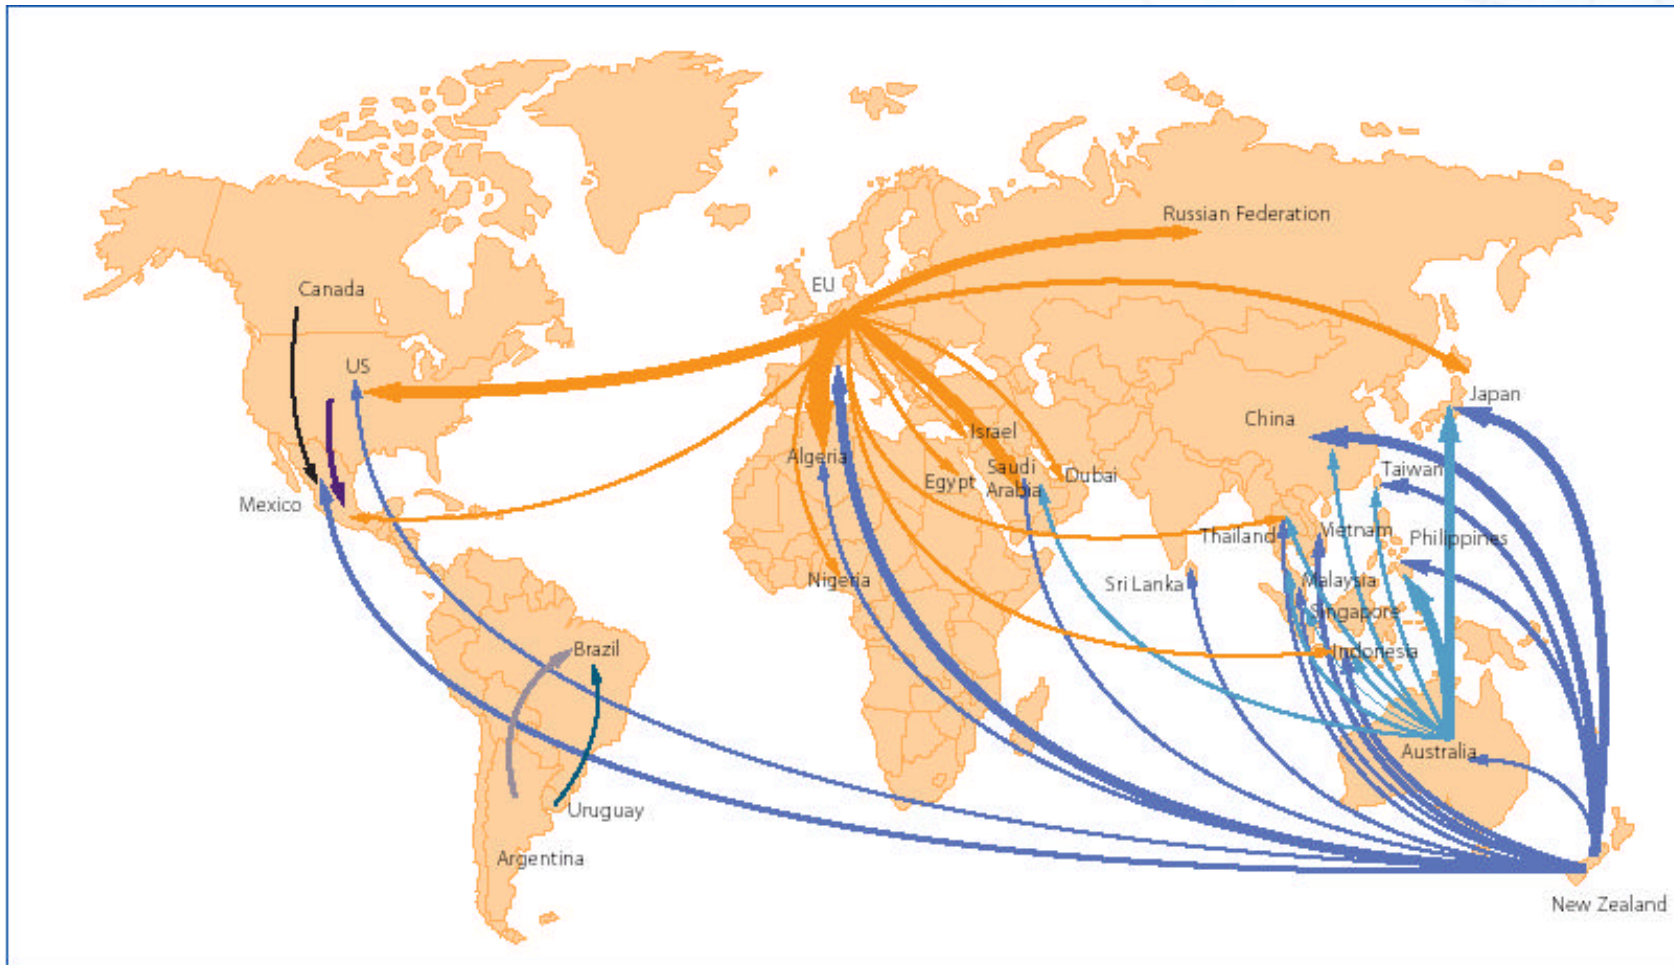 Russian Federation
EU
Canada
US
Japan
China
Israel
Algeria
Saudi
Arabia
Taiwan
Dubai
Egypt
Mexico
Thailand
Vietnam
Philippines
Nigeria
Sri Lanka
Malaysia
Singapore
Brazil
Indonesia
Australia
Uruguay
Argentina
New Zealand